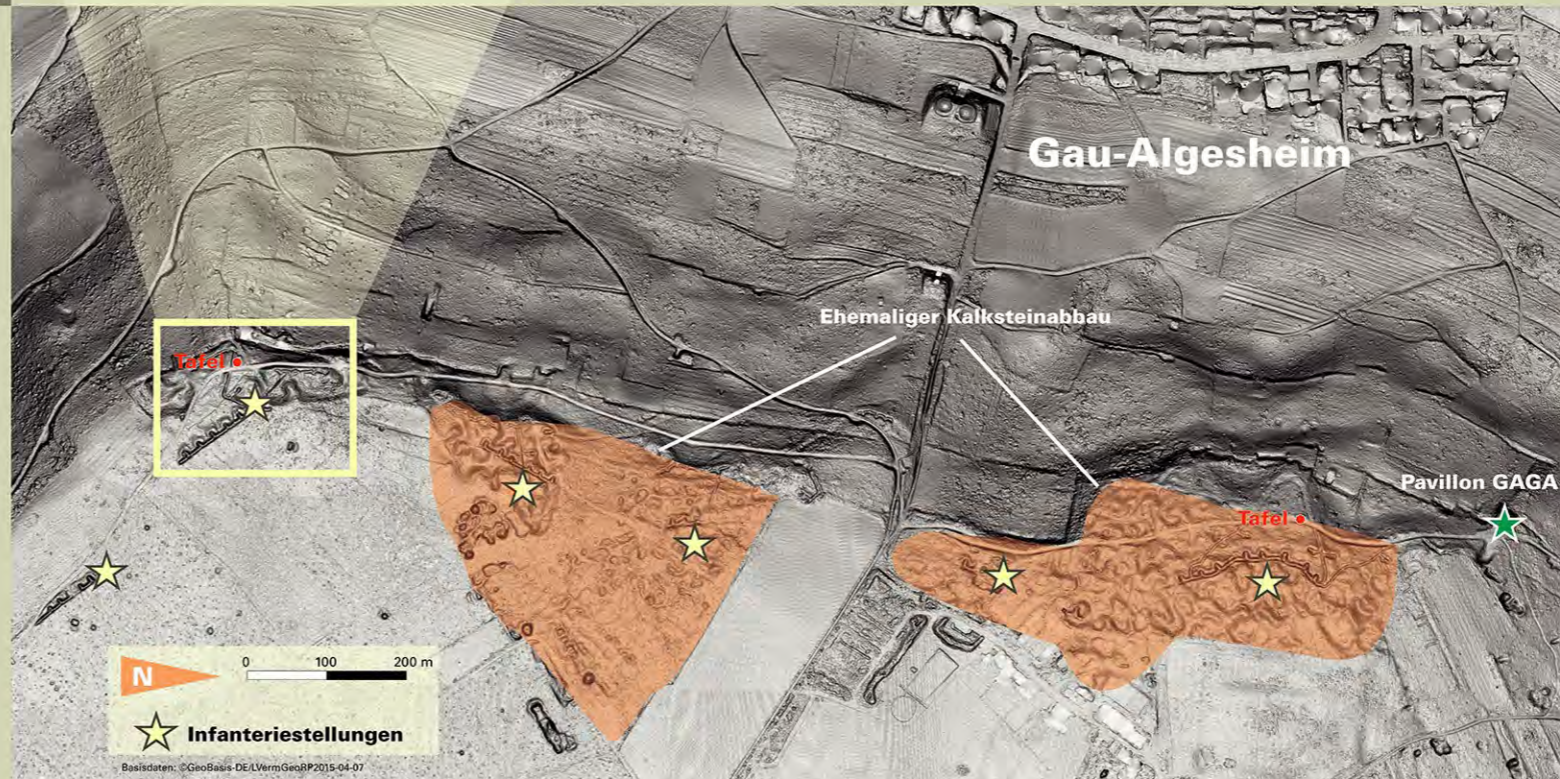 Gau-Algesheim
Ehemaliger Kalksteinabbau
Tafel
Pavillon GAGA
Tafel
N
0 100 200 m
Infanteriestellungen
Basisdaten: ©GeoBasis-DE/LVermGeoRP2015-04-07